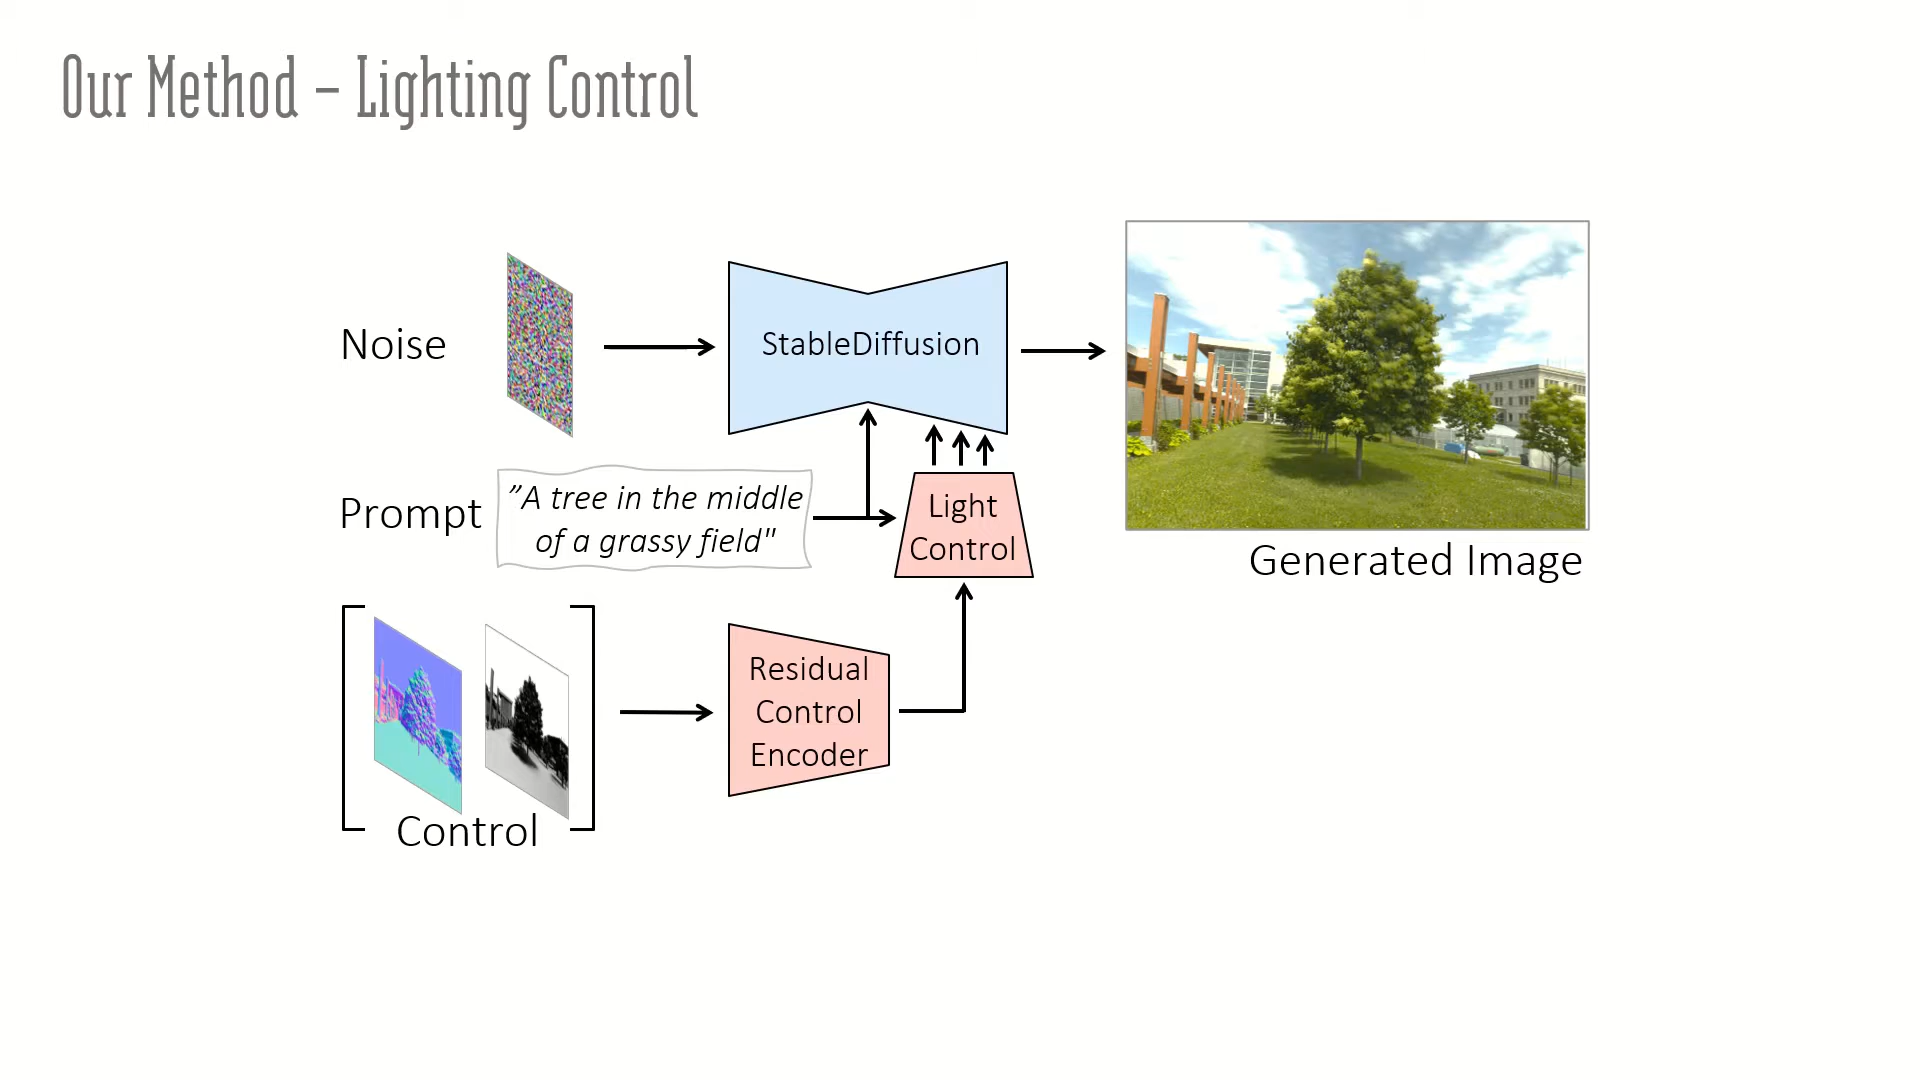 Our Method – Lighting Control
Noise
StableDiffusion
Prompt
”A tree in the middle
of a grassy field"
Light
Control
Generated Image
Residual
Control
Encoder
Control